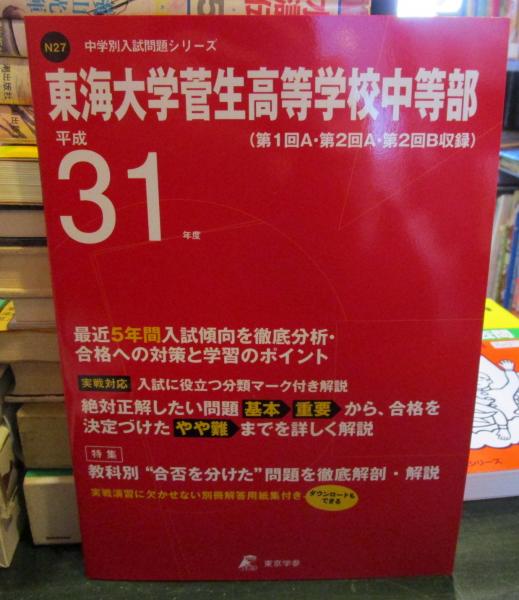 N27 中学別入試問題シリーズ
東海大学菅生高等学校中等部
平成
(第1回A・第2回A・第2回B収録)
31年度
最近5年間入試傾向を徹底分析・
合格への対策と学習のポイント
実戦対応 入試に役立つ分類マーク付き解説
絶対正解したい問題 基本 重要 から、合格を
決定づけた やや難 までを詳しく解説
特集
教科別“合否を分けた”問題を徹底解剖・解説
実戦演習に欠かせない別冊解答用紙集付き
ダウンロードも
できる
東京学参
シリーズ